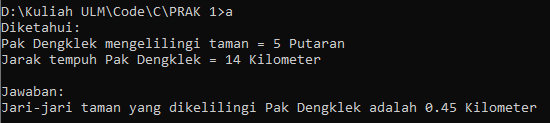 D:\Kuliah ULM\Code\C\PRAK 1>a
Diketahui:
Pak Dengklek mengelilingi taman = 5 Putaran
Jarak tempuh Pak Dengklek = 14 Kilometer
Jawaban:
Jari-jari taman yang dikelilingi Pak Dengklek adalah 0.45 Kilometer